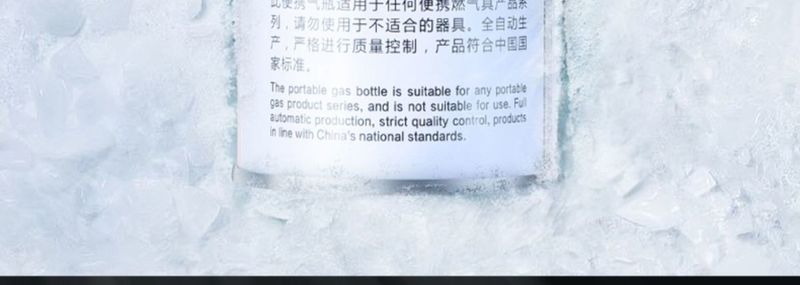 此便携气瓶适用于任何便携燃气具产品系
列，请勿使用于不适合的器具。全自动生
产，严格进行质量控制，产品符合中国国
家标准。
The portable gas bottle is suitable for any portable
gas product series, and is not suitable for use. Full
automatic production, strict quality control, products
in line with China's national standards.